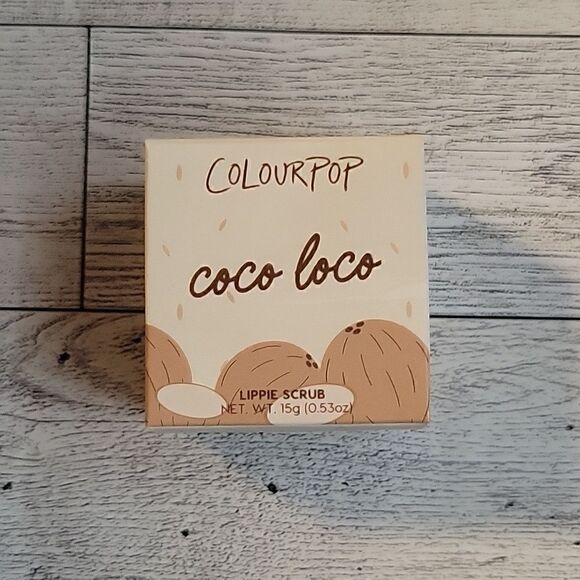 COLOURPOP
coco loco
LIPPIE SCRUB
NET. WT. 15g (0.53oz)